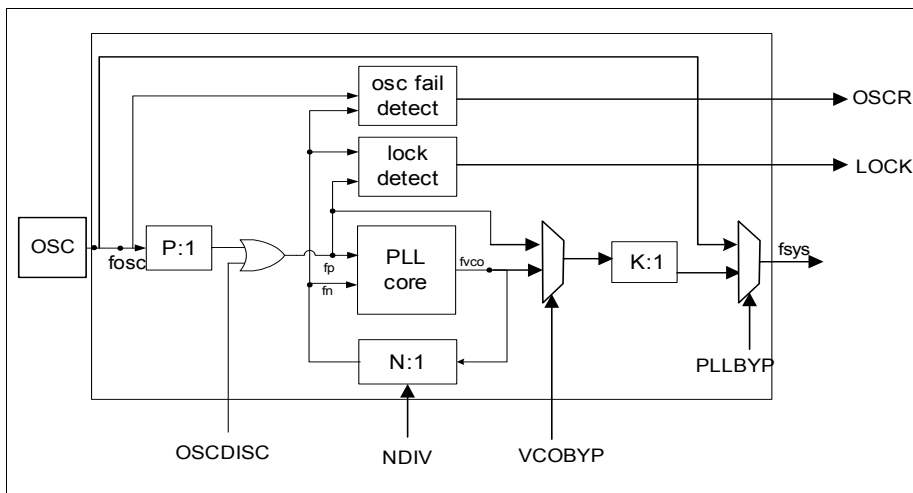 osc fail
detect
OSCR
lock
detect
LOCK
OSC
fosc
P:1
fp
fn
PLL
core
fvco
K:1
fsys
N:1
PLLBYP
OSCDISC
NDIV
VCOBYP